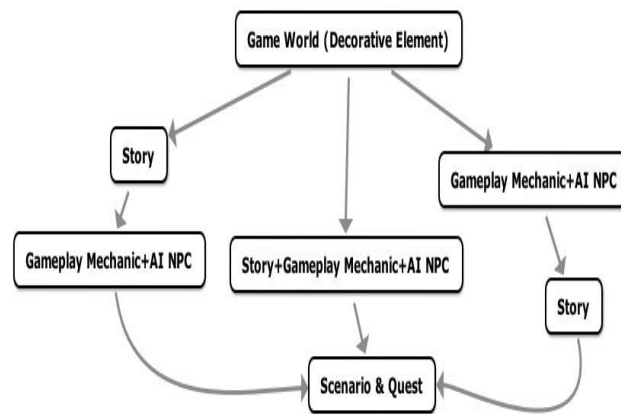 Game World (Decorative Element)
Story
Gameplay Mechanic+AI NPC
Gameplay Mechanic+AI NPC
Story+Gameplay Mechanic+AI NPC
Story
Scenario & Quest